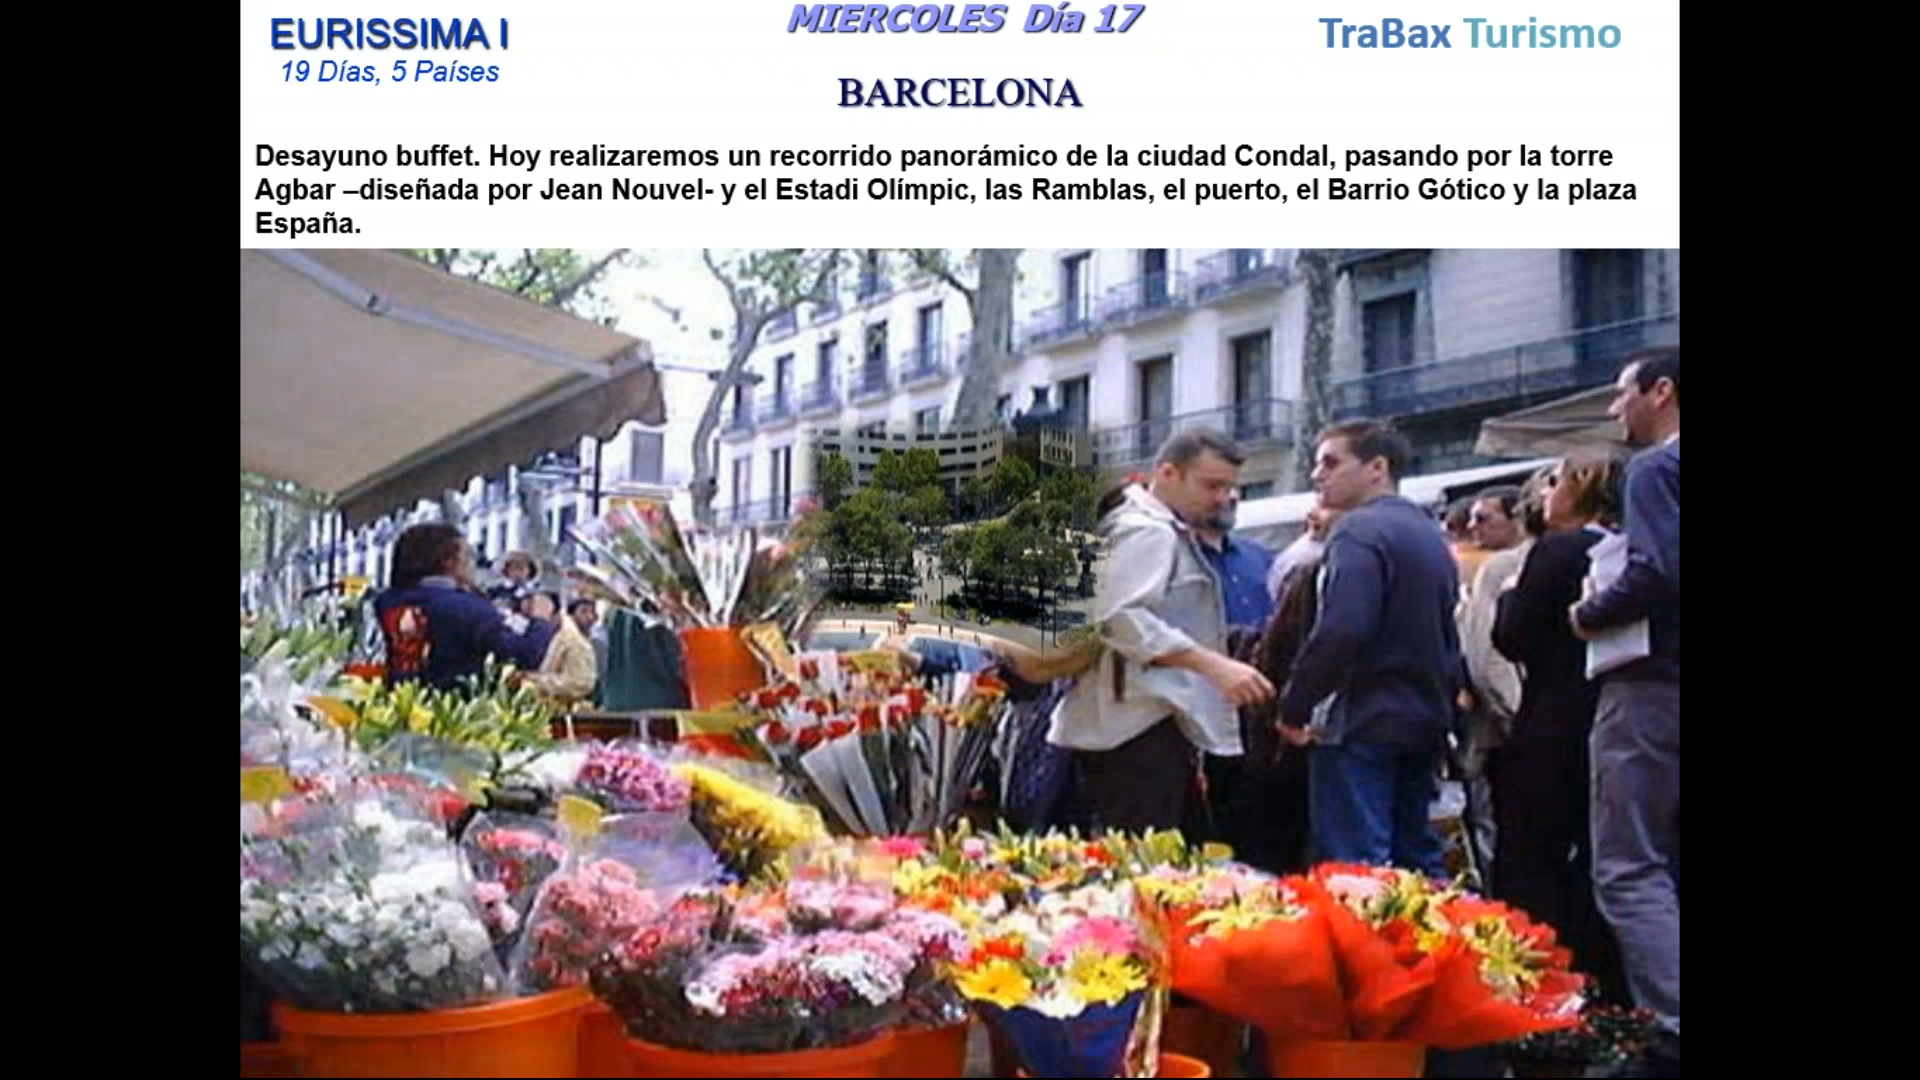 EURISSIMA I
19 Días, 5 Países
MIERCOLES Día 17
TraBax Turismo
BARCELONA
Desayuno buffet. Hoy realizaremos un recorrido panorámico de la ciudad Condal, pasando por la torre
Agbar –diseñada por Jean Nouvel- y el Estadi Olímpic, las Ramblas, el puerto, el Barrio Gótico y la plaza
España.